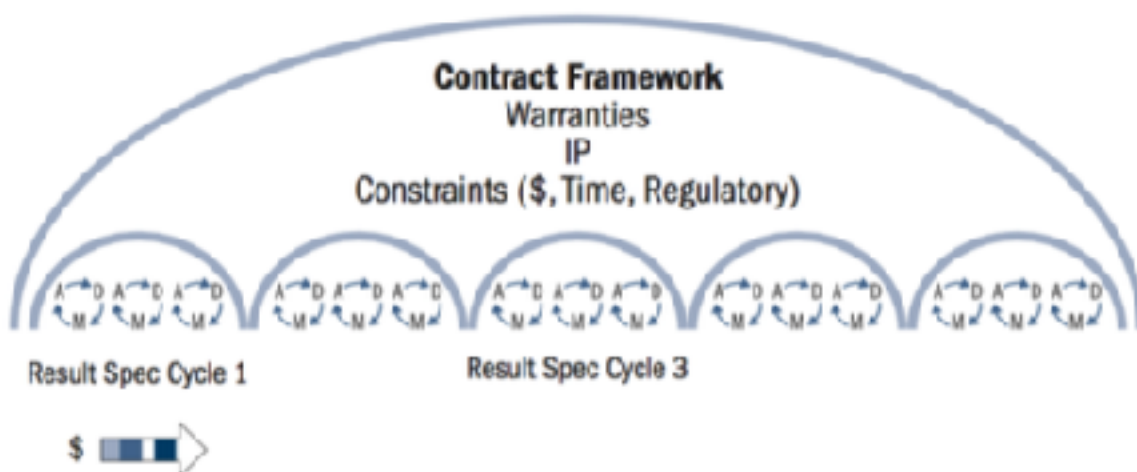 Contract Framework
Warranties
IP
Constraints ($, Time, Regulatory)
A D A D A D A D A D A D A D A D A D A D A D A D A D A D A D
M M M M M M M M M M M M M M M
Result Spec Cycle 1 Result Spec Cycle 3
$